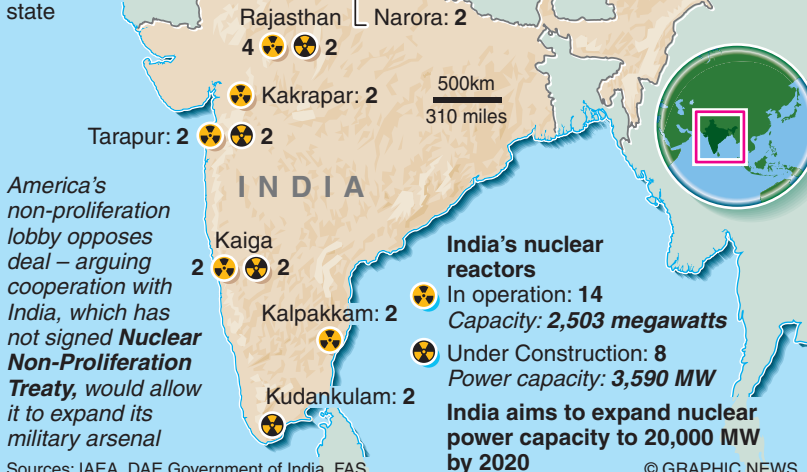 state
Rajasthan
4 2
Narora: 2
Kakrapar: 2
500km
310 miles
Tarapur: 2 2
INDIA
America's
non-proliferation
lobby opposes
deal – arguing
cooperation with
India, which has
not signed Nuclear
Non-Proliferation
Treaty, would allow
it to expand its
military arsenal
Kaiga
2 2
Kalpakkam: 2
Kudankulam: 2
India's nuclear
reactors
In operation: 14
Capacity: 2,503 megawatts
Under Construction: 8
Power capacity: 3,590 MW
India aims to expand nuclear
power capacity to 20,000 MW
by 2020
Sources: IAEA, DAE Government of India, FAS
© GRAPHIC NEWS